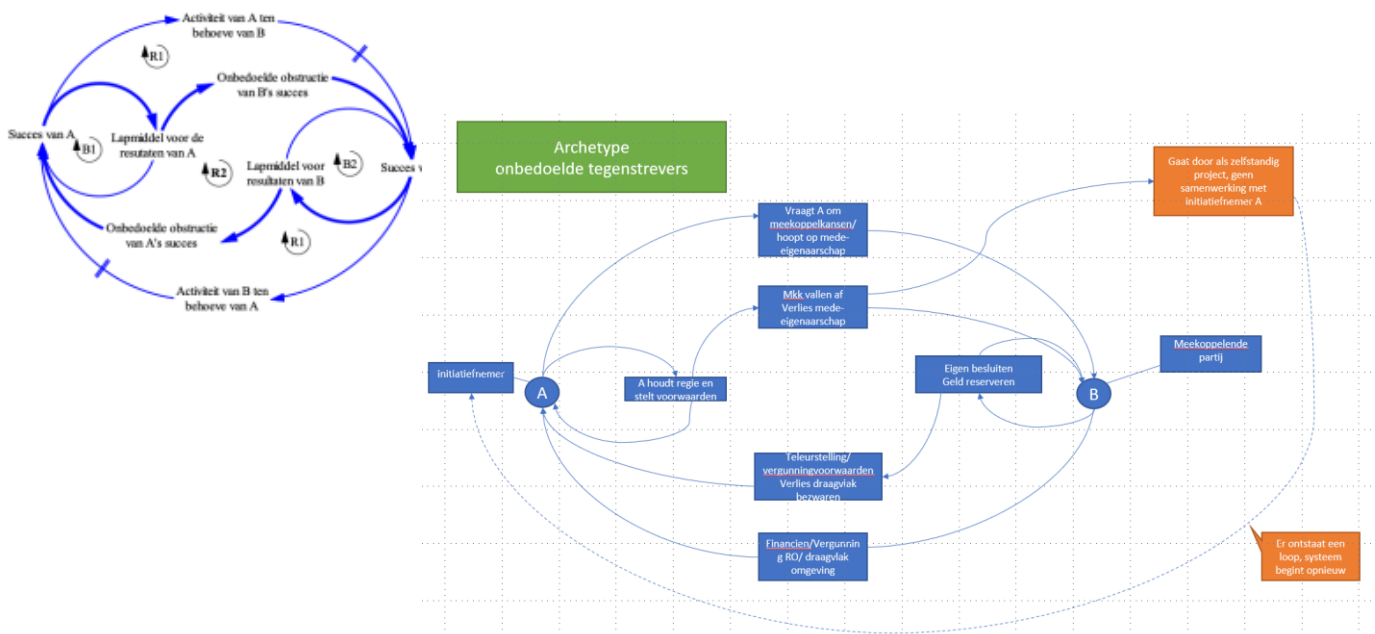 Activiteit van A ten
behoeve van B
R1
Onbedoelde obstructie
van B's succes
Succes van A
B1
Lapmiddel voor de
resutaten van A
R2
Lapmiddel voor
resultaten van B
B2
Succes v
Onbedoelde obstructie
van A's succes
R1
Activiteit van B ten
behoeve van A
Archetype
onbedoelde tegenstrevers
Gaat door als zelfstandig
project, geen
samenwerking met
initiatiefnemer A
Vraagt A om
meekoppelkansen/
hoopt op mede-
eigenaarschap
Mkk vallen af
Verlies mede-
eigenaarschap
Meekoppelende
partij
initiatiefnemer
A
A houdt regie en
stelt voorwaarden
Eigen besluiten
Geld reserveren
B
Teleurstelling/
vergunningvoorwaarden
Verlies draagvlak
bezwaren
Financien/Vergunnin
g RO/ draagvlak
omgeving
Er ontstaat een
loop, systeem
begint opnieuw